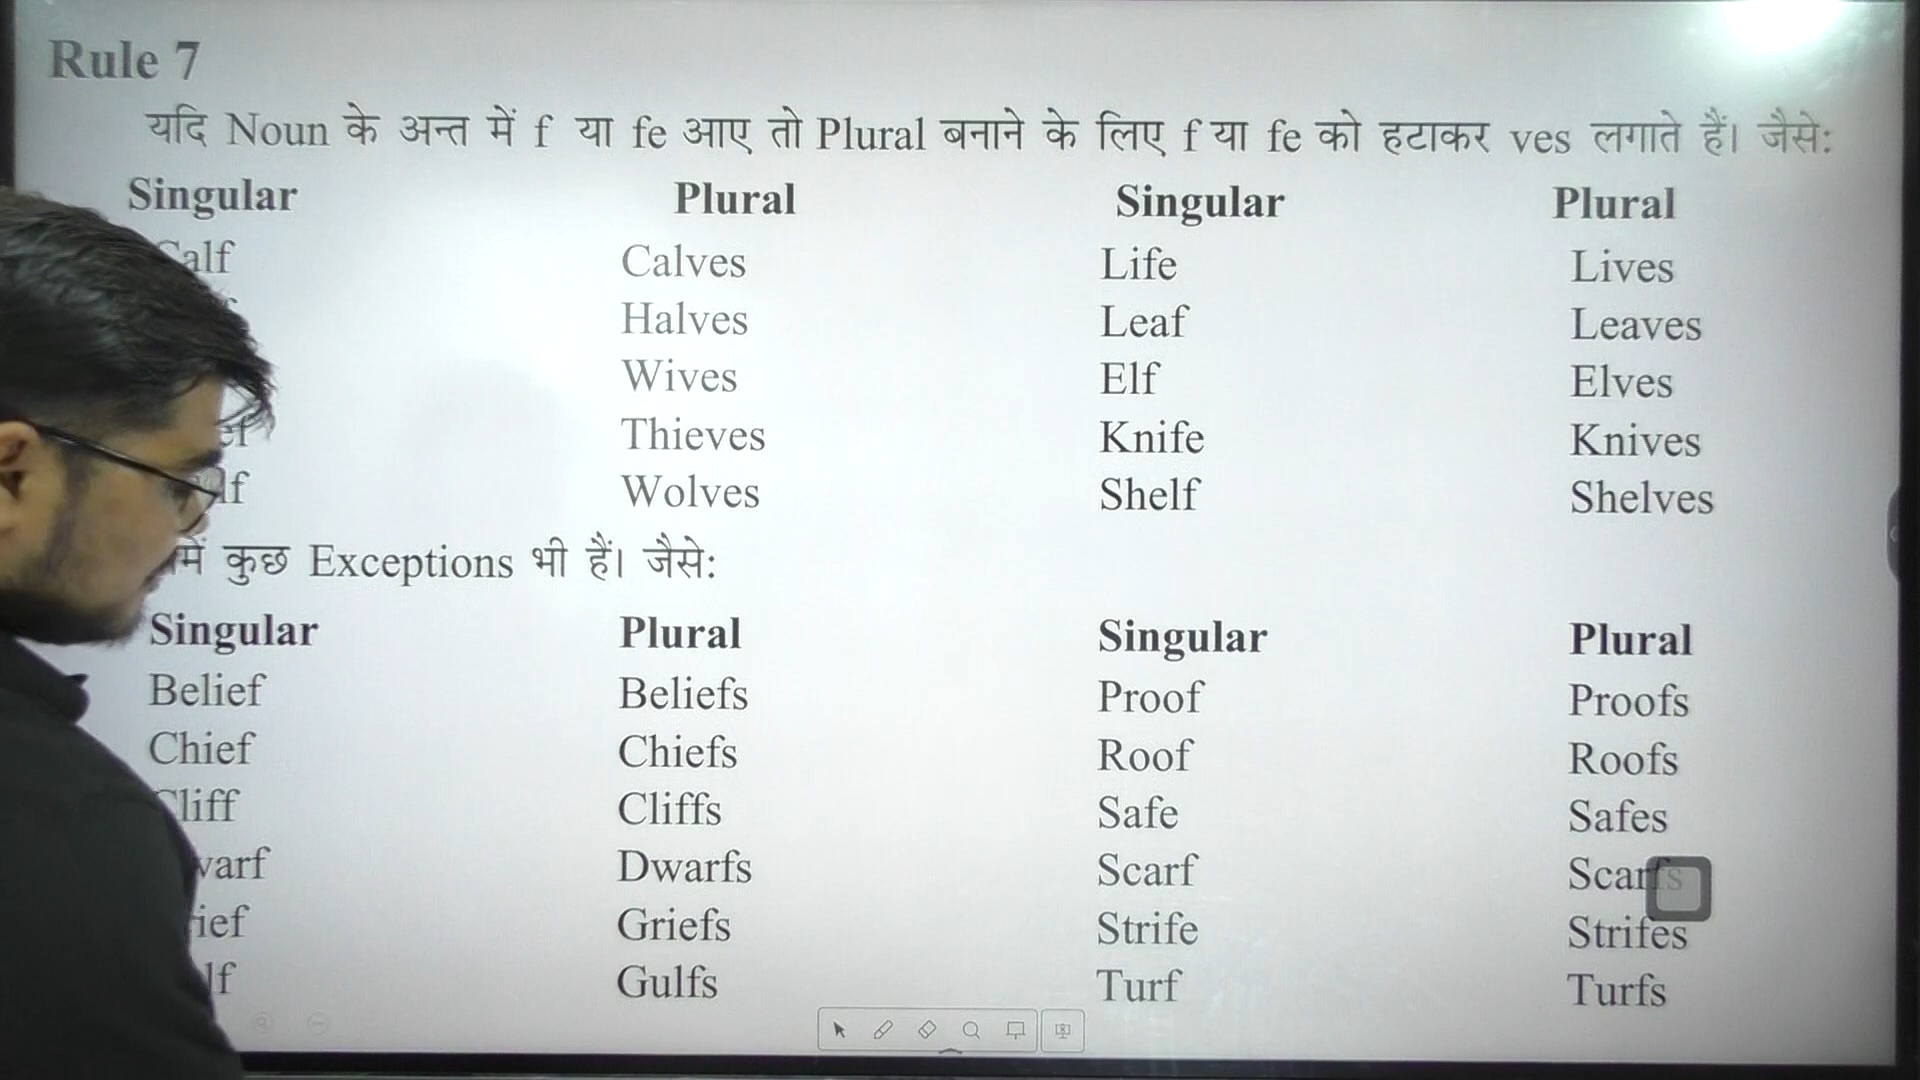 Rule 7
यदि Noun के अन्त में f या fe आए तो Plural बनाने के लिए f या fe को हटाकर ves लगाते हैं। जैसे:
Singular Plural Singular Plural
Calf Calves Life Lives
Halves Leaf Leaves
Wives Elf Elves
Thieves Knife Knives
Wolves Shelf Shelves
में कुछ Exceptions भी हैं। जैसे:
Singular Plural Singular Plural
Belief Beliefs Proof Proofs
Chief Chiefs Roof Roofs
Cliff Cliffs Safe Safes
Dwarfs Scarf Scarfs
Griefs Strife Strifes
Gulfs Turf Turfs